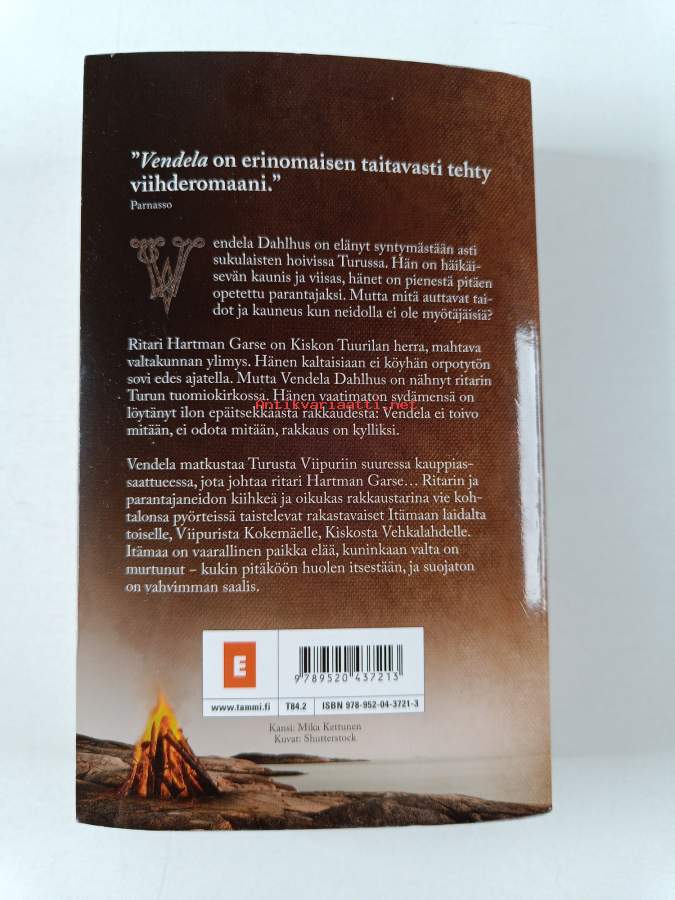 ”Vendela on erinomaisen taitavasti tehty
viihderomaani.”
Parnasso
Wendela Dahlhus on elänyt syntymästään asti
sukulaisten hoivissa Turussa. Hän on häikäi-
sevän kaunis ja viisas, hänet on pienestä pitäen
opetettu parantajaksi. Mutta mitä auttavat tai-
dot ja kauneus kun neidolla ei ole myötäjäisiä?
Ritari Hartman Garse on Kiskon Tuurilan herra, mahtava
valtakunnan ylimys. Hänen kaltaisiaan ei köyhän orpotytön
sovi edes ajatella. Mutta Vendela Dahlhus on nähnyt ritarin
Turun tuomiokirkossa. Hänen vaatimaton sydämensä on
Antikvariaatti.net
löytänyt ilon epäitsekkäästä rakkaudesta: Vendela ei toivo
mitään, ei odota mitään, rakkaus on kylliksi.
Vendela matkustaa Turusta Viipuriin suuressa kauppias-
saattueessa, jota johtaa ritari Hartman Garse… Ritarin ja
parantajaneidon kiihkeä ja oikukas rakkaustarina vie koh-
talonsa pyörteissä taistelevat rakastavaiset Itämaan laidalta
toiselle, Viipurista Kokemäelle, Kiskosta Vehkalahdelle.
Itämaa on vaarallinen paikka elää, kuninkaan valta on
murtunut – kukin pitäköön huolen itsestään, ja suojaton
on vahvimman saalis.
E
9 789520 437213
www.tammi.fi T84.2 ISBN 978-952-04-3721-3
Kansi: Mika Kettunen
Kuvat: Shutterstock